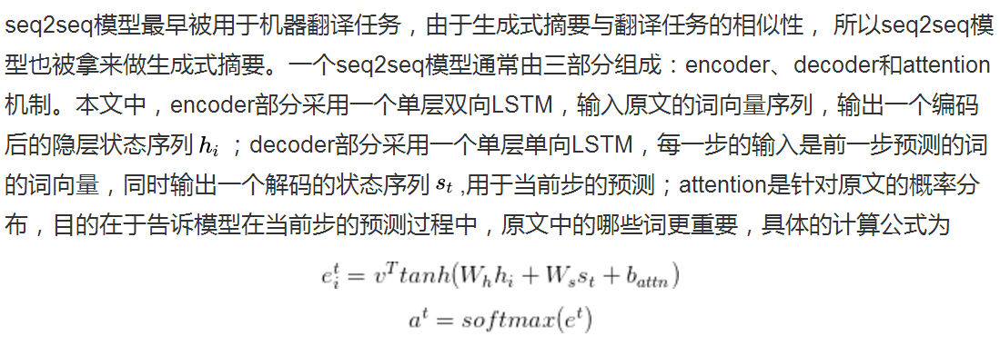 seq2seq模型最早被用于机器翻译任务，由于生成式摘要与翻译任务的相似性， 所以seq2seq模
型也被拿来做生成式摘要。一个seq2seq模型通常由三部分组成：encoder、decoder和attention
机制。本文中，encoder部分采用一个单层双向LSTM，输入原文的词向量序列，输出一个编码
后的隐层状态序列 h_i ；decoder部分采用一个单层单向LSTM，每一步的输入是前一步预测的词
的词向量，同时输出一个解码的状态序列 s_t ,用于当前步的预测；attention是针对原文的概率分
布，目的在于告诉模型在当前步的预测过程中，原文中的哪些词更重要，具体的计算公式为
e_i^t = v^T tanh(W_h h_i + W_s s_t + b_{attn})
a^t = softmax(e^t)